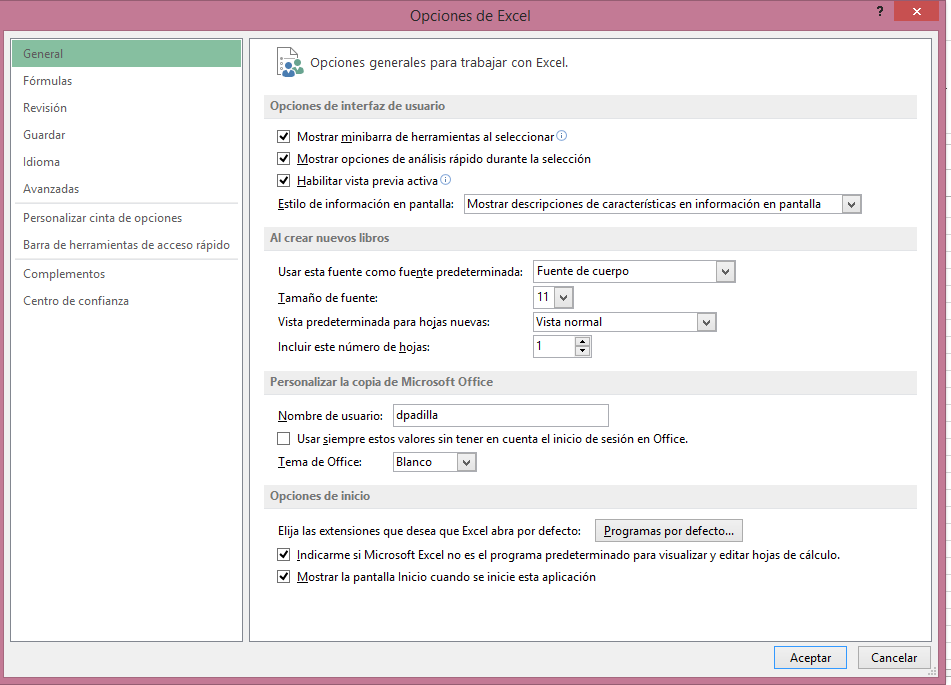 Opciones de Excel
?
General
Fórmulas
Revisión
Guardar
Idioma
Avanzadas
Personalizar cinta de opciones
Barra de herramientas de acceso rápido
Complementos
Centro de confianza
Opciones generales para trabajar con Excel.
Opciones de interfaz de usuario
Mostrar minibarra de herramientas al seleccionar
Mostrar opciones de análisis rápido durante la selección
Habilitar vista previa activa
Estilo de información en pantalla: Mostrar descripciones de características en información en pantalla
Al crear nuevos libros
Usar esta fuente como fuente predeterminada: Fuente de cuerpo
Tamaño de fuente: 11
Vista predeterminada para hojas nuevas: Vista normal
Incluir este número de hojas: 1
Personalizar la copia de Microsoft Office
Nombre de usuario: dpadilla
Usar siempre estos valores sin tener en cuenta el inicio de sesión en Office.
Tema de Office: Blanco
Opciones de inicio
Elija las extensiones que desea que Excel abra por defecto: Programas por defecto...
Indicarme si Microsoft Excel no es el programa predeterminado para visualizar y editar hojas de cálculo.
Mostrar la pantalla Inicio cuando se inicie esta aplicación
Aceptar Cancelar